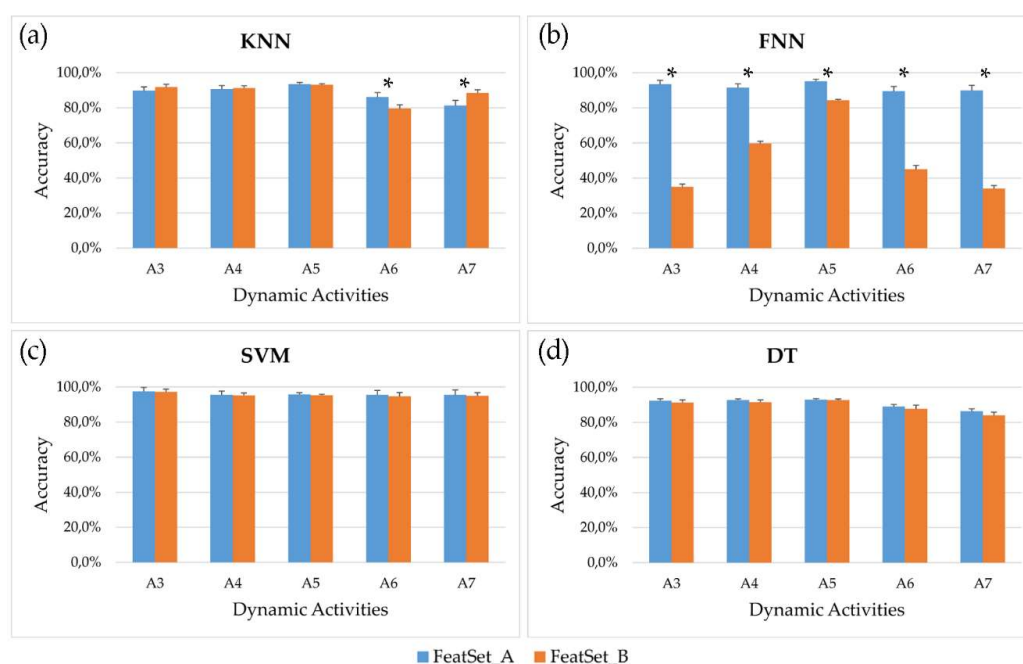 (a)
KNN
*
*
100,0%
80,0%
60,0%
40,0%
20,0%
0,0%
Accuracy
A3 A4 A5 A6 A7
Dynamic Activities
(b)
FNN
* * * * *
100,0%
80,0%
60,0%
40,0%
20,0%
0,0%
Accuracy
A3 A4 A5 A6 A7
Dynamic Activities
(c)
SVM
100,0%
80,0%
60,0%
40,0%
20,0%
0,0%
Accuracy
A3 A4 A5 A6 A7
Dynamic Activities
(d)
DT
100,0%
80,0%
60,0%
40,0%
20,0%
0,0%
Accuracy
A3 A4 A5 A6 A7
Dynamic Activities
FeatSet_A FeatSet_B